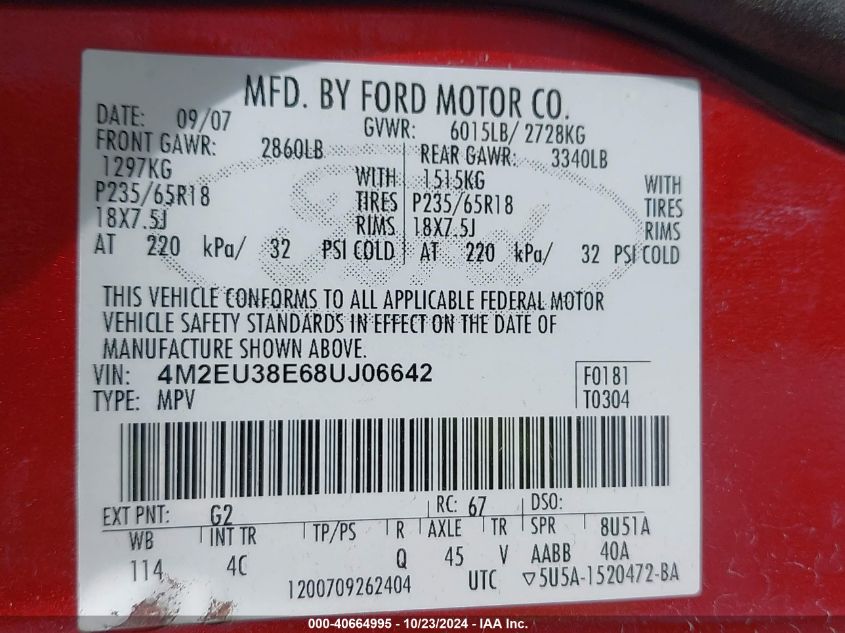 MFD. BY FORD MOTOR CO.
DATE: 09/07 GVWR: 6015LB/ 2728KG
FRONT GAWR: 2860LB REAR GAWR: 3340LB
1297KG WITH 1515KG WITH
P235/65R18 TIRES P235/65R18 TIRES
18X7.5J RIMS 18X7.5J RIMS
AT 220 kPa/ 32 PSI COLD AT 220 kPa/ 32 PSI COLD
THIS VEHICLE CONFORMS TO ALL APPLICABLE FEDERAL MOTOR
VEHICLE SAFETY STANDARDS IN EFFECT ON THE DATE OF
MANUFACTURE SHOWN ABOVE.
VIN: 4M2EU38E68UJ06642 F0181
TYPE: MPV T0304
EXT PNT: G2 RC: 67 DSO:
WB INT TR TP/PS R AXLE TR SPR 8U51A
114 4C Q 45 V AABB 40A
1200709262404 UTC ▽5U5A-1520472-BA
000-40664995 - 10/23/2024 - IAA Inc.